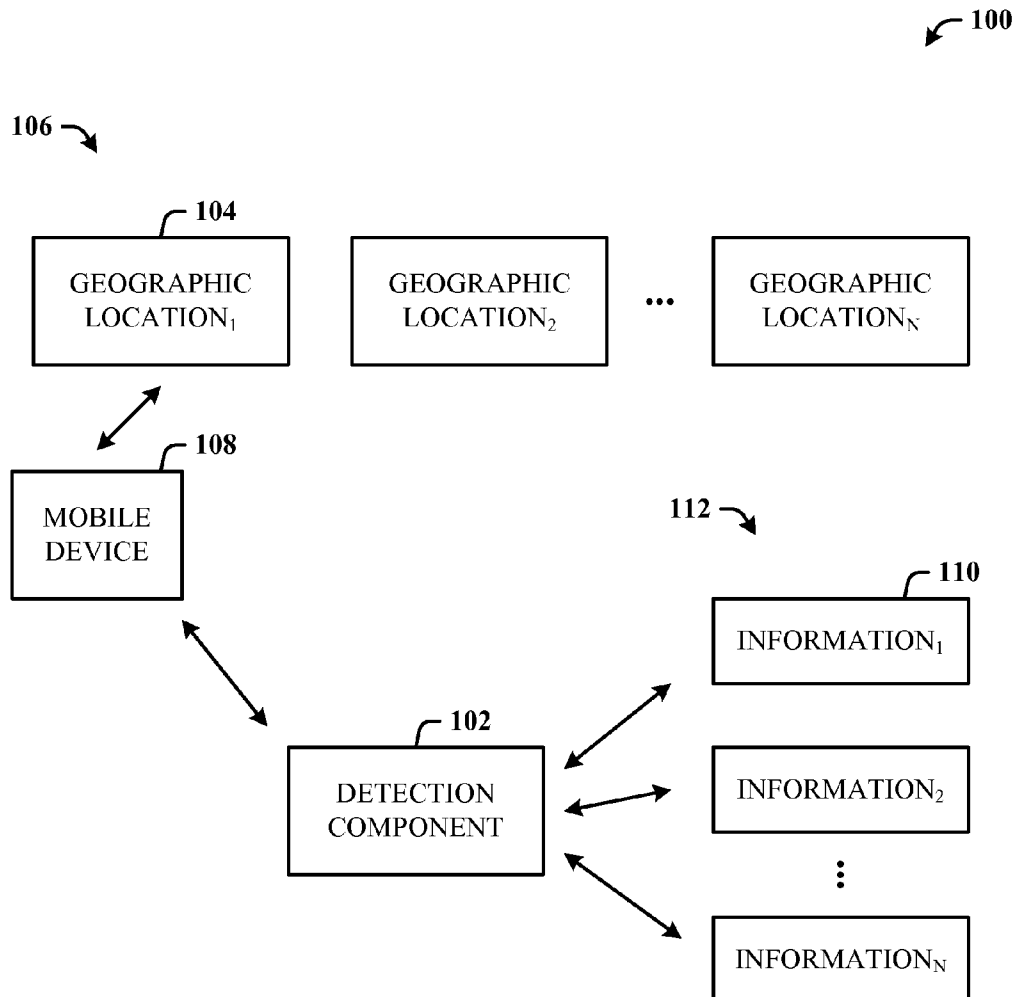 100
106
104
GEOGRAPHIC
LOCATION₁
GEOGRAPHIC
LOCATION₂
...
GEOGRAPHIC
LOCATIONN
108
MOBILE
DEVICE
112
110
INFORMATION₁
102
DETECTION
COMPONENT
INFORMATION₂
...
INFORMATIONN